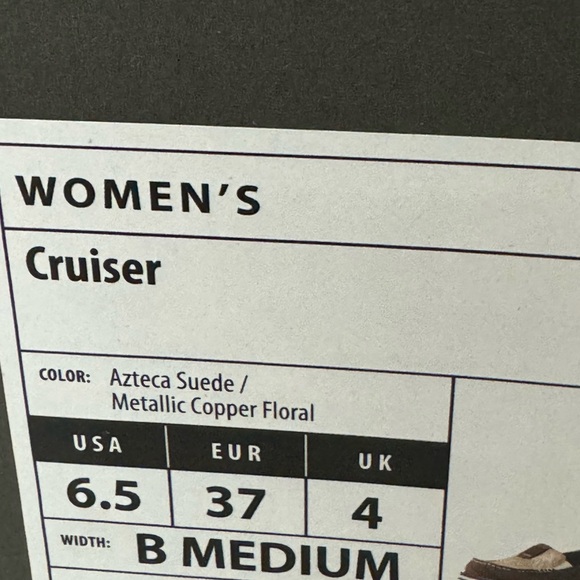 WOMEN'S
Cruiser
COLOR: Azteca Suede /
Metallic Copper Floral
USA EUR UK
6.5 37 4
WIDTH: B MEDIUM